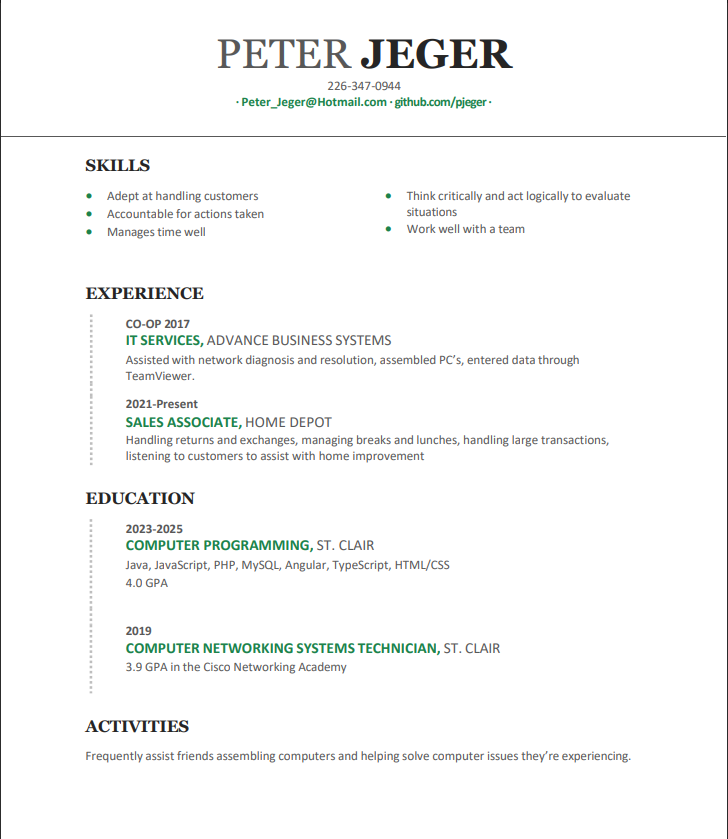 PETER JEGER
226-347-0944
· Peter_Jeger@Hotmail.com · github.com/pjeger ·
SKILLS
• Adept at handling customers
• Accountable for actions taken
• Manages time well
• Think critically and act logically to evaluate
situations
• Work well with a team
EXPERIENCE
CO-OP 2017
IT SERVICES, ADVANCE BUSINESS SYSTEMS
Assisted with network diagnosis and resolution, assembled PC’s, entered data through
TeamViewer.
2021-Present
SALES ASSOCIATE, HOME DEPOT
Handling returns and exchanges, managing breaks and lunches, handling large transactions,
listening to customers to assist with home improvement
EDUCATION
2023-2025
COMPUTER PROGRAMMING, ST. CLAIR
Java, JavaScript, PHP, MySQL, Angular, TypeScript, HTML/CSS
4.0 GPA
2019
COMPUTER NETWORKING SYSTEMS TECHNICIAN, ST. CLAIR
3.9 GPA in the Cisco Networking Academy
ACTIVITIES
Frequently assist friends assembling computers and helping solve computer issues they’re experiencing.